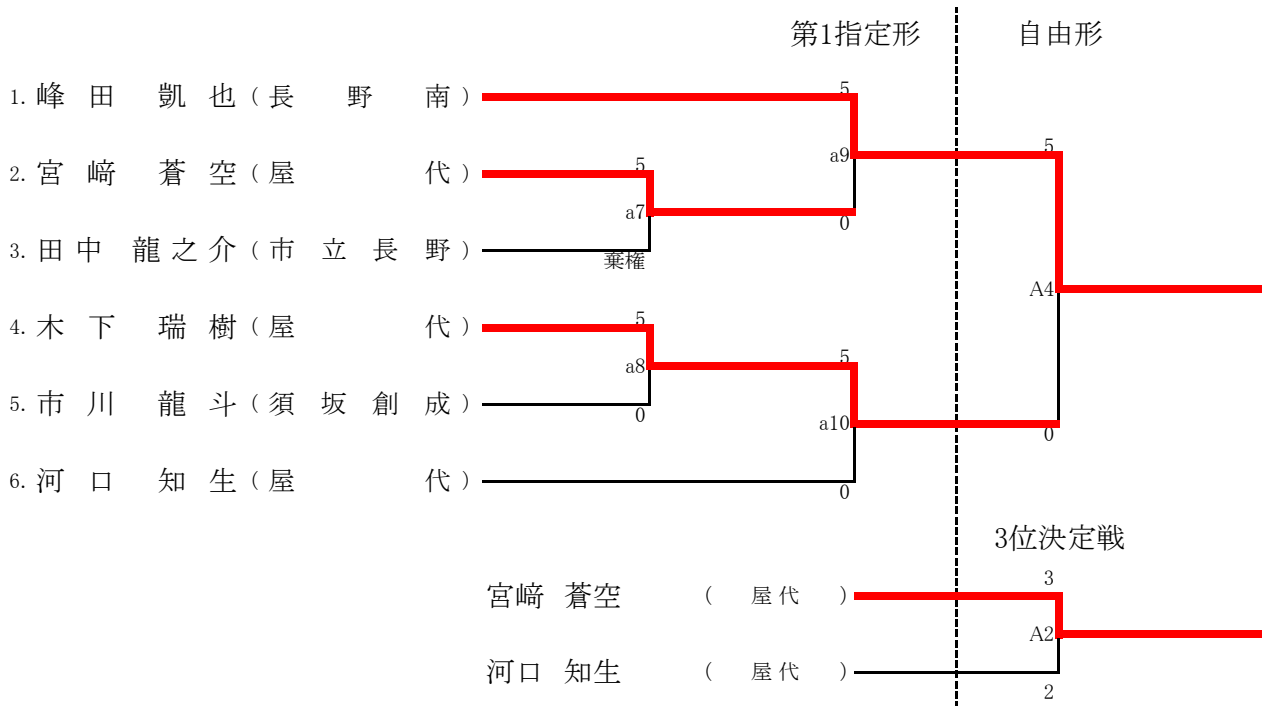 第1指定形 自由形
5
1. 峰田 凱也 (長野南)
5
a9
5
2. 宮﨑 蒼空 (屋代)
a7
0
3. 田中 龍之介 (市立長野)
棄権
A4
5
4. 木下 瑞樹 (屋代)
5
a8
5. 市川 龍斗 (須坂創成)
0
a10
0
6. 河口 知生 (屋代)
0
3位決定戦
3
宮﨑 蒼空 (屋代)
A2
河口 知生 (屋代)
2